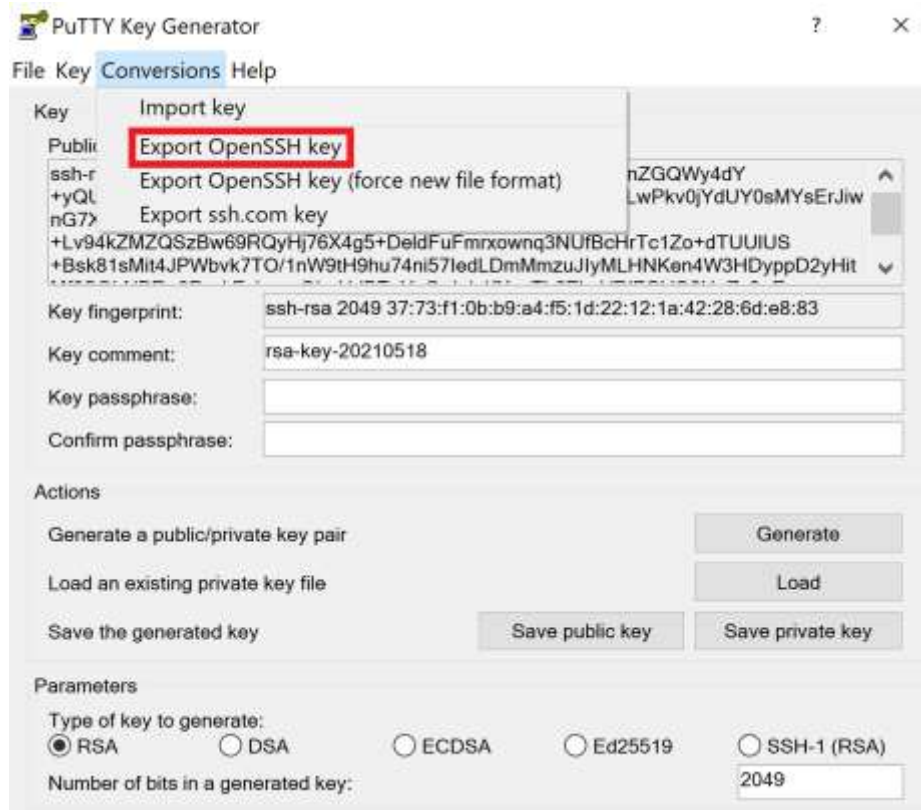 PuTTY Key Generator
?
File Key Conversions Help
Key
Import key
Export OpenSSH key
Export OpenSSH key (force new file format)
Export ssh.com key
Public
ssh-r
nZGQWy4dY
+yQL
LwPkv0jYdUY0sMYsErJiw
nG7X
+Lv94kZMZQSzBw69RQyHj76X4g5+DeldFuFmrxownq3NUfBcHrTc1Zo+dTUUIUS
+Bsk81sMit4JPWbvk7TO/1nW9tH9hu74ni57IedLDmMmzuJIyMLHNKen4W3HDyppD2yHit
Key fingerprint:
ssh-rsa 2049 37:73:f1:0b:b9:a4:f5:1d:22:12:1a:42:28:6d:e8:83
Key comment:
rsa-key-20210518
Key passphrase:
Confirm passphrase:
Actions
Generate a public/private key pair
Generate
Load an existing private key file
Load
Save the generated key
Save public key
Save private key
Parameters
Type of key to generate:
RSA
DSA
ECDSA
Ed25519
SSH-1 (RSA)
Number of bits in a generated key:
2049